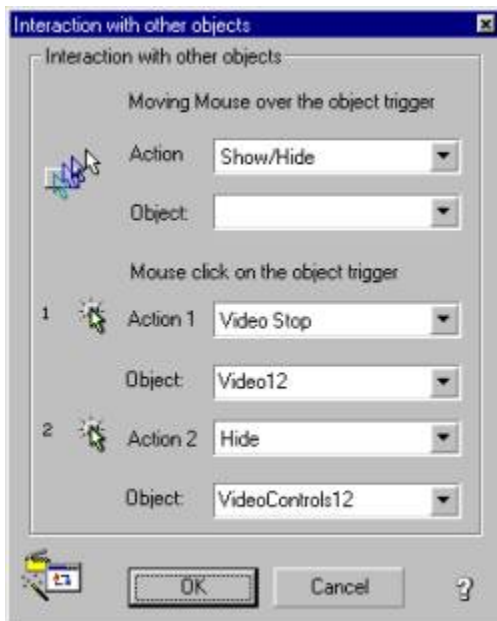 Interaction with other objects
Interaction with other objects
Moving Mouse over the object trigger
Action Show/Hide
Object:
Mouse click on the object trigger
1 Action 1 Video Stop
Object: Video12
2 Action 2 Hide
Object: VideoControls12
OK Cancel ?